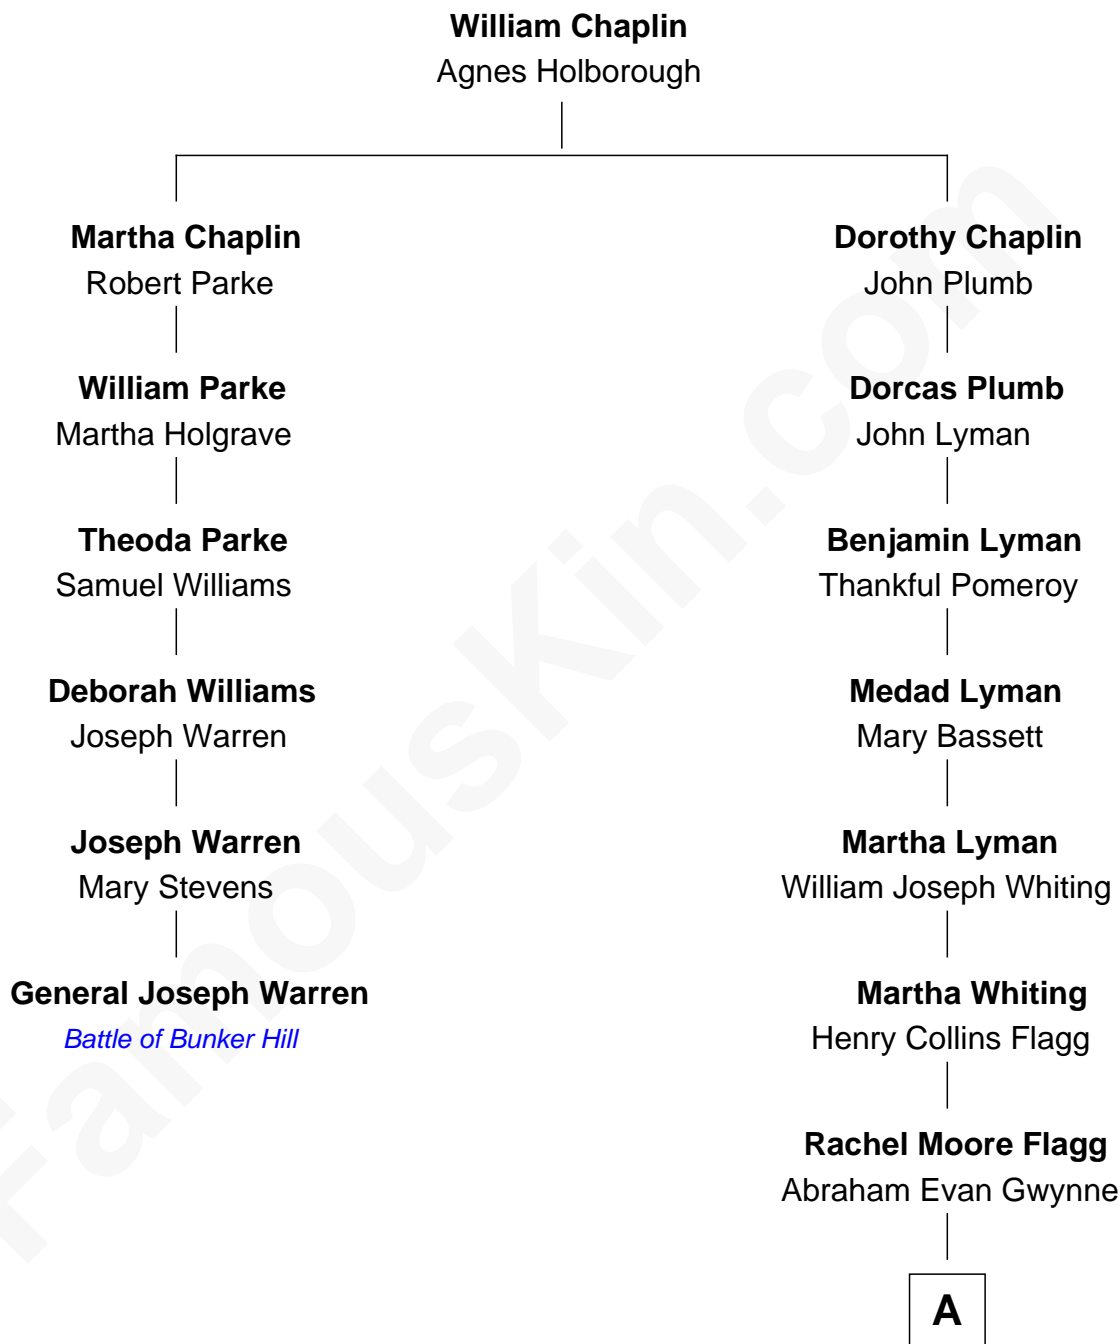 William Chaplin
Agnes Holborough
Martha Chaplin
Robert Parke
Dorothy Chaplin
John Plumb
William Parke
Martha Holgrave
Dorcas Plumb
John Lyman
Theoda Parke
Samuel Williams
Benjamin Lyman
Thankful Pomeroy
Deborah Williams
Joseph Warren
Medad Lyman
Mary Bassett
Joseph Warren
Mary Stevens
Martha Lyman
William Joseph Whiting
General Joseph Warren
Battle of Bunker Hill
Martha Whiting
Henry Collins Flagg
Rachel Moore Flagg
Abraham Evan Gwynne
A
FamousKin.com